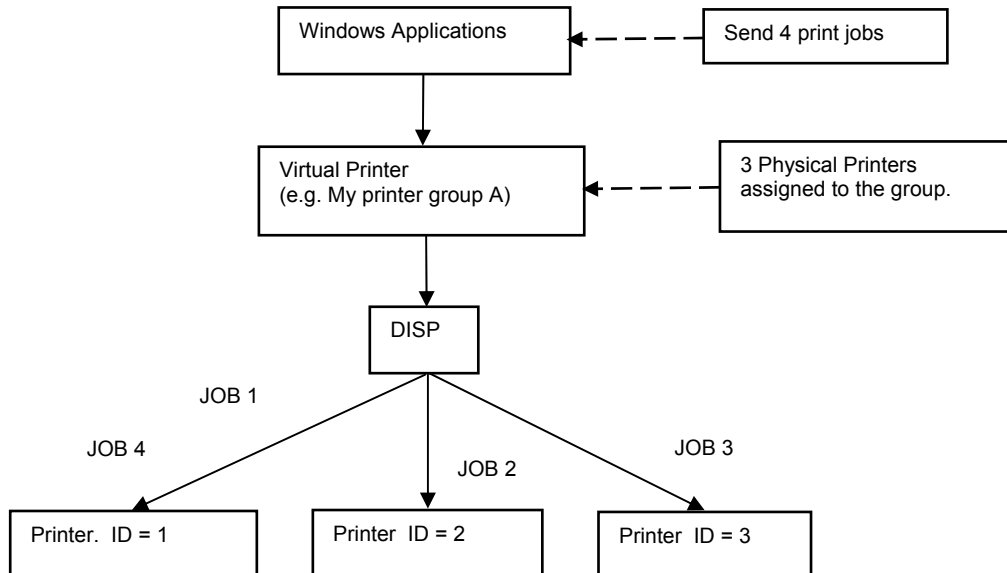 Windows Applications
Send 4 print jobs
Virtual Printer
(e.g. My printer group A)
3 Physical Printers
assigned to the group.
DISP
JOB 1
JOB 4
JOB 2
JOB 3
Printer. ID = 1
Printer ID = 2
Printer ID = 3